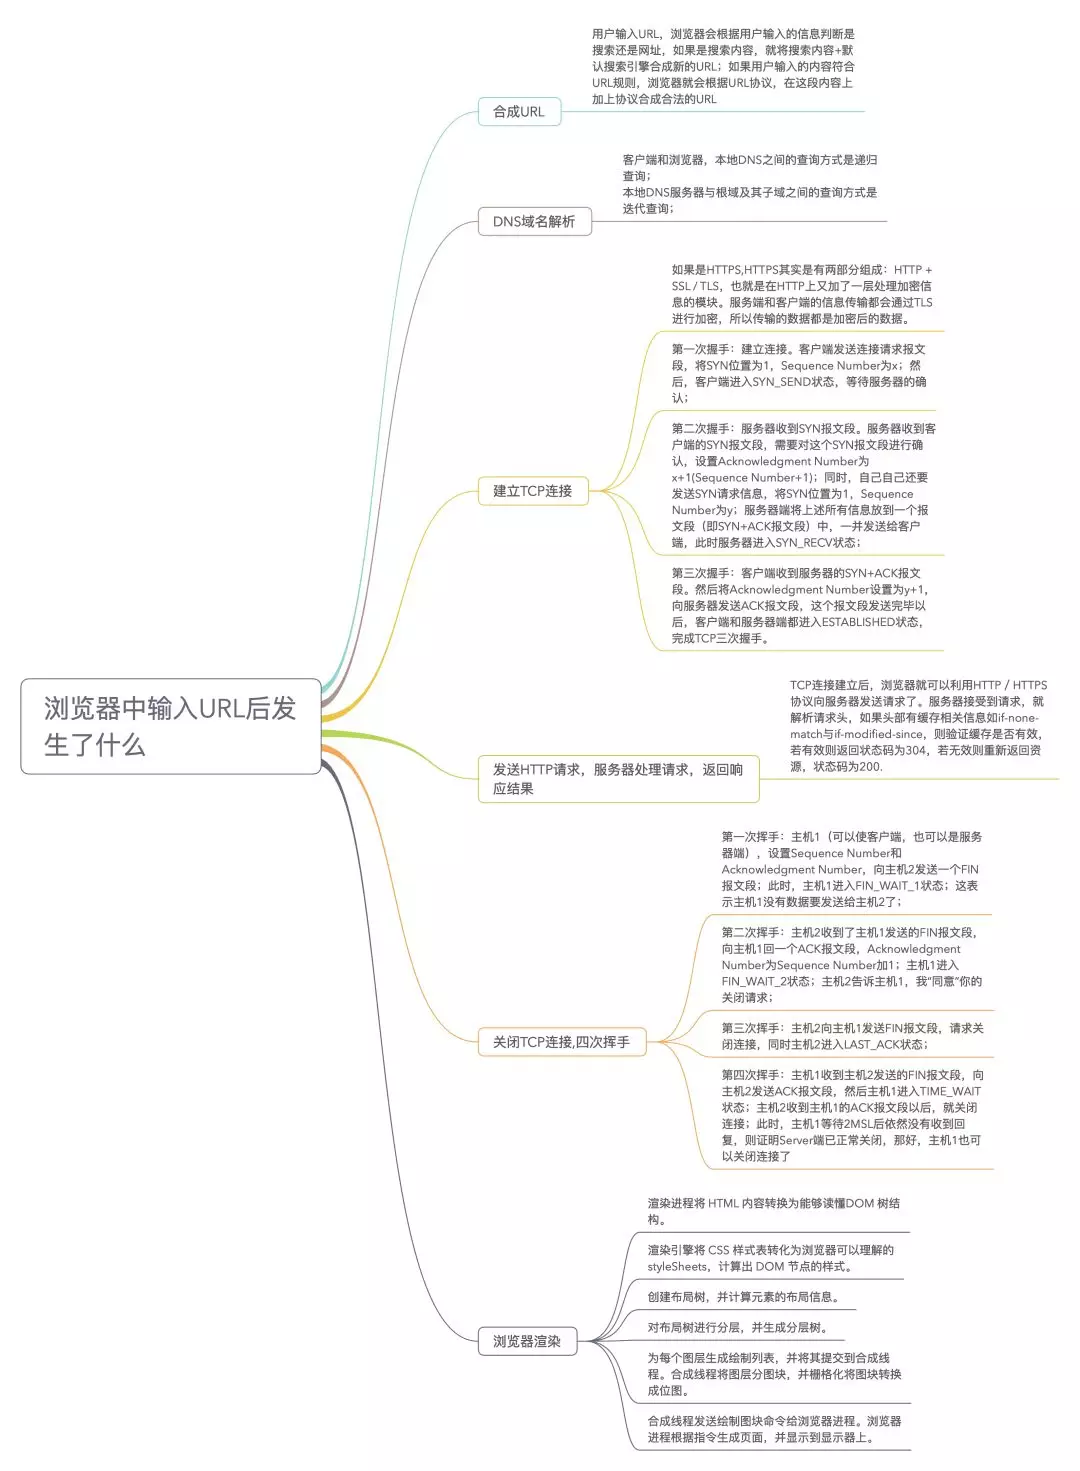 浏览器中输入URL后发
生了什么
合成URL
用户输入URL，浏览器会根据用户输入的信息判断是
搜索还是网址，如果是搜索内容，就将搜索内容+默
认搜索引擎合成新的URL；如果用户输入的内容符合
URL规则，浏览器就会根据URL协议，在这段内容上
加上协议合成合法的URL
DNS域名解析
客户端和浏览器，本地DNS之间的查询方式是递归
查询；
本地DNS服务器与根域及其子域之间的查询方式是
迭代查询；
建立TCP连接
如果是HTTPS,HTTPS其实是有两部分组成：HTTP +
SSL / TLS，也就是在HTTP上又加了一层处理加密信
息的模块。服务端和客户端的信息传输都会通过TLS
进行加密，所以传输的数据都是加密后的数据。
第一次握手：建立连接。客户端发送连接请求报文
段，将SYN位置为1，Sequence Number为x；然
后，客户端进入SYN_SEND状态，等待服务器的确
认；
第二次握手：服务器收到SYN报文段。服务器收到客
户端的SYN报文段，需要对这个SYN报文段进行确
认，设置Acknowledgment Number为
x+1(Sequence Number+1)；同时，自己自己还要
发送SYN请求信息，将SYN位置为1，Sequence
Number为y；服务器端将上述所有信息放到一个报
文段（即SYN+ACK报文段）中，一并发送给客户
端，此时服务器进入SYN_RECV状态；
第三次握手：客户端收到服务器的SYN+ACK报文
段。然后将Acknowledgment Number设置为y+1，
向服务器发送ACK报文段，这个报文段发送完毕以
后，客户端和服务器端都进入ESTABLISHED状态，
完成TCP三次握手。
发送HTTP请求，服务器处理请求，返回响
应结果
TCP连接建立后，浏览器就可以利用HTTP／HTTPS
协议向服务器发送请求了。服务器接受到请求，就
解析请求头，如果头部有缓存相关信息如if-none-
match与if-modified-since，则验证缓存是否有效，
若有效则返回状态码为304，若无效则重新返回资
源，状态码为200.
关闭TCP连接,四次挥手
第一次挥手：主机1（可以使客户端，也可以是服务
器端），设置Sequence Number和
Acknowledgment Number，向主机2发送一个FIN
报文段；此时，主机1进入FIN_WAIT_1状态；这表
示主机1没有数据要发送给主机2了；
第二次挥手：主机2收到了主机1发送的FIN报文段，
向主机1回一个ACK报文段，Acknowledgment
Number为Sequence Number加1；主机1进入
FIN_WAIT_2状态；主机2告诉主机1，我“同意”你的
关闭请求；
第三次挥手：主机2向主机1发送FIN报文段，请求关
闭连接，同时主机2进入LAST_ACK状态；
第四次挥手：主机1收到主机2发送的FIN报文段，向
主机2发送ACK报文段，然后主机1进入TIME_WAIT
状态；主机2收到主机1的ACK报文段以后，就关闭
连接；此时，主机1等待2MSL后依然没有收到回
复，则证明Server端已正常关闭，那好，主机1也可
以关闭连接了
浏览器渲染
渲染进程将 HTML 内容转换为能够读懂DOM 树结
构。
渲染引擎将 CSS 样式表转化为浏览器可以理解的
styleSheets，计算出 DOM 节点的样式。
创建布局树，并计算元素的布局信息。
对布局树进行分层，并生成分层树。
为每个图层生成绘制列表，并将其提交到合成线
程。合成线程将图层分图块，并栅格化将图块转换
成位图。
合成线程发送绘制图块命令给浏览器进程。浏览器
进程根据指令生成页面，并显示到显示器上。